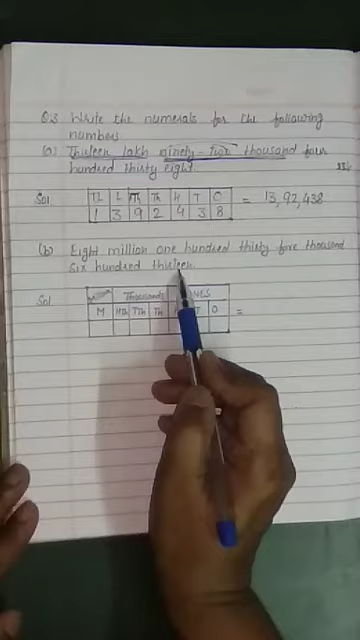 Q.3 Write the numerals for the following
numbers
(a) Thirteen lakh ninety-two thousand four
hundred thirty eight
Sol TL L TTh Th H T O
1 3 9 2 4 3 8 = 13,92,438
(b) Eight million one hundred thirty five thousand
six hundred thirteen
Sol Thousands ONES
M HTh TTh Th T O =